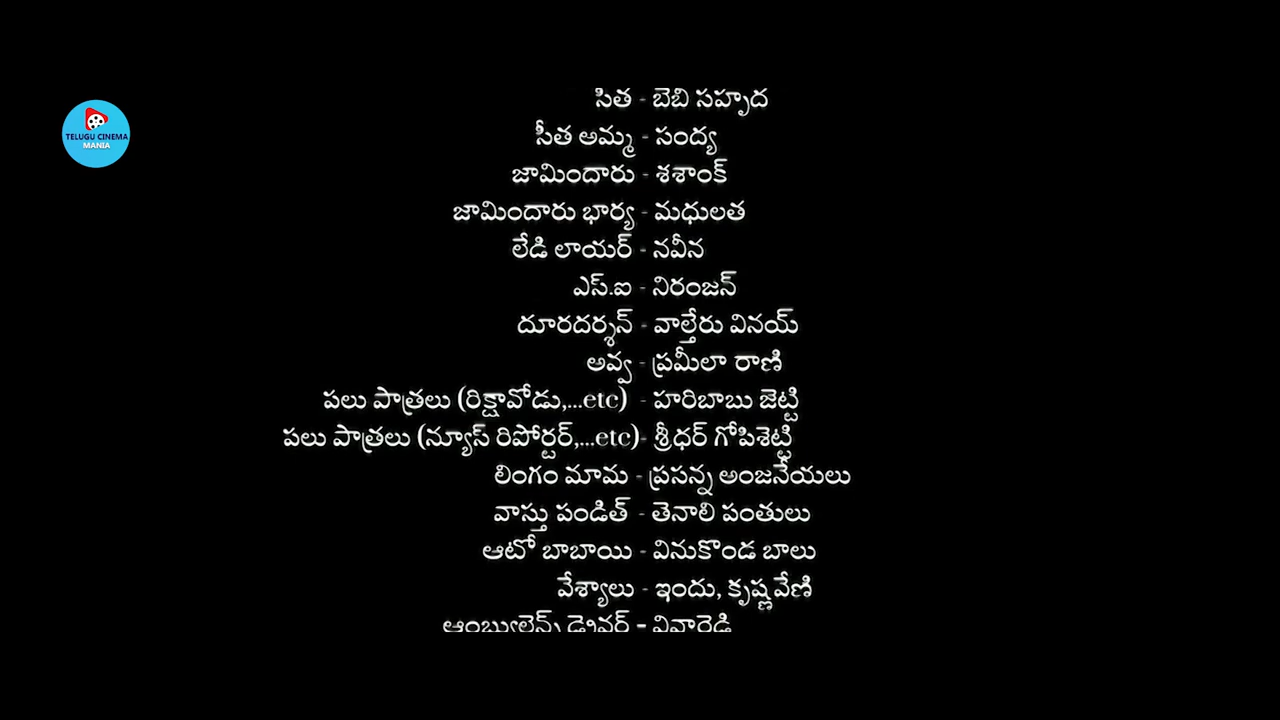 సిత - బెబి సహృద
TELUGU CINEMA
MANIA
సీత అమ్మ - సంద్య
జామిందారు - శశాంక్
జామిందారు భార్య - మధులత
లేడి లాయర్ - నవీన
ఎస్.ఐ - నిరంజన్
దూరదర్శన్ - వాల్తేరు వినయ్
అవ్వ - ప్రమీలా రాణి
పలు పాత్రలు (రిక్షావోడు,...etc) - హరిబాబు జెట్టి
పలు పాత్రలు (న్యూస్ రిపోర్టర్,...etc)- శ్రీధర్ గోపిశెట్టి
లింగం మామ - ప్రసన్న అంజనేయలు
వాస్తు పండిత్ - తెనాలి పంతులు
ఆటో బాబాయి - వినుకొండ బాలు
వేశ్యాలు - ఇందు, కృష్ణవేణి